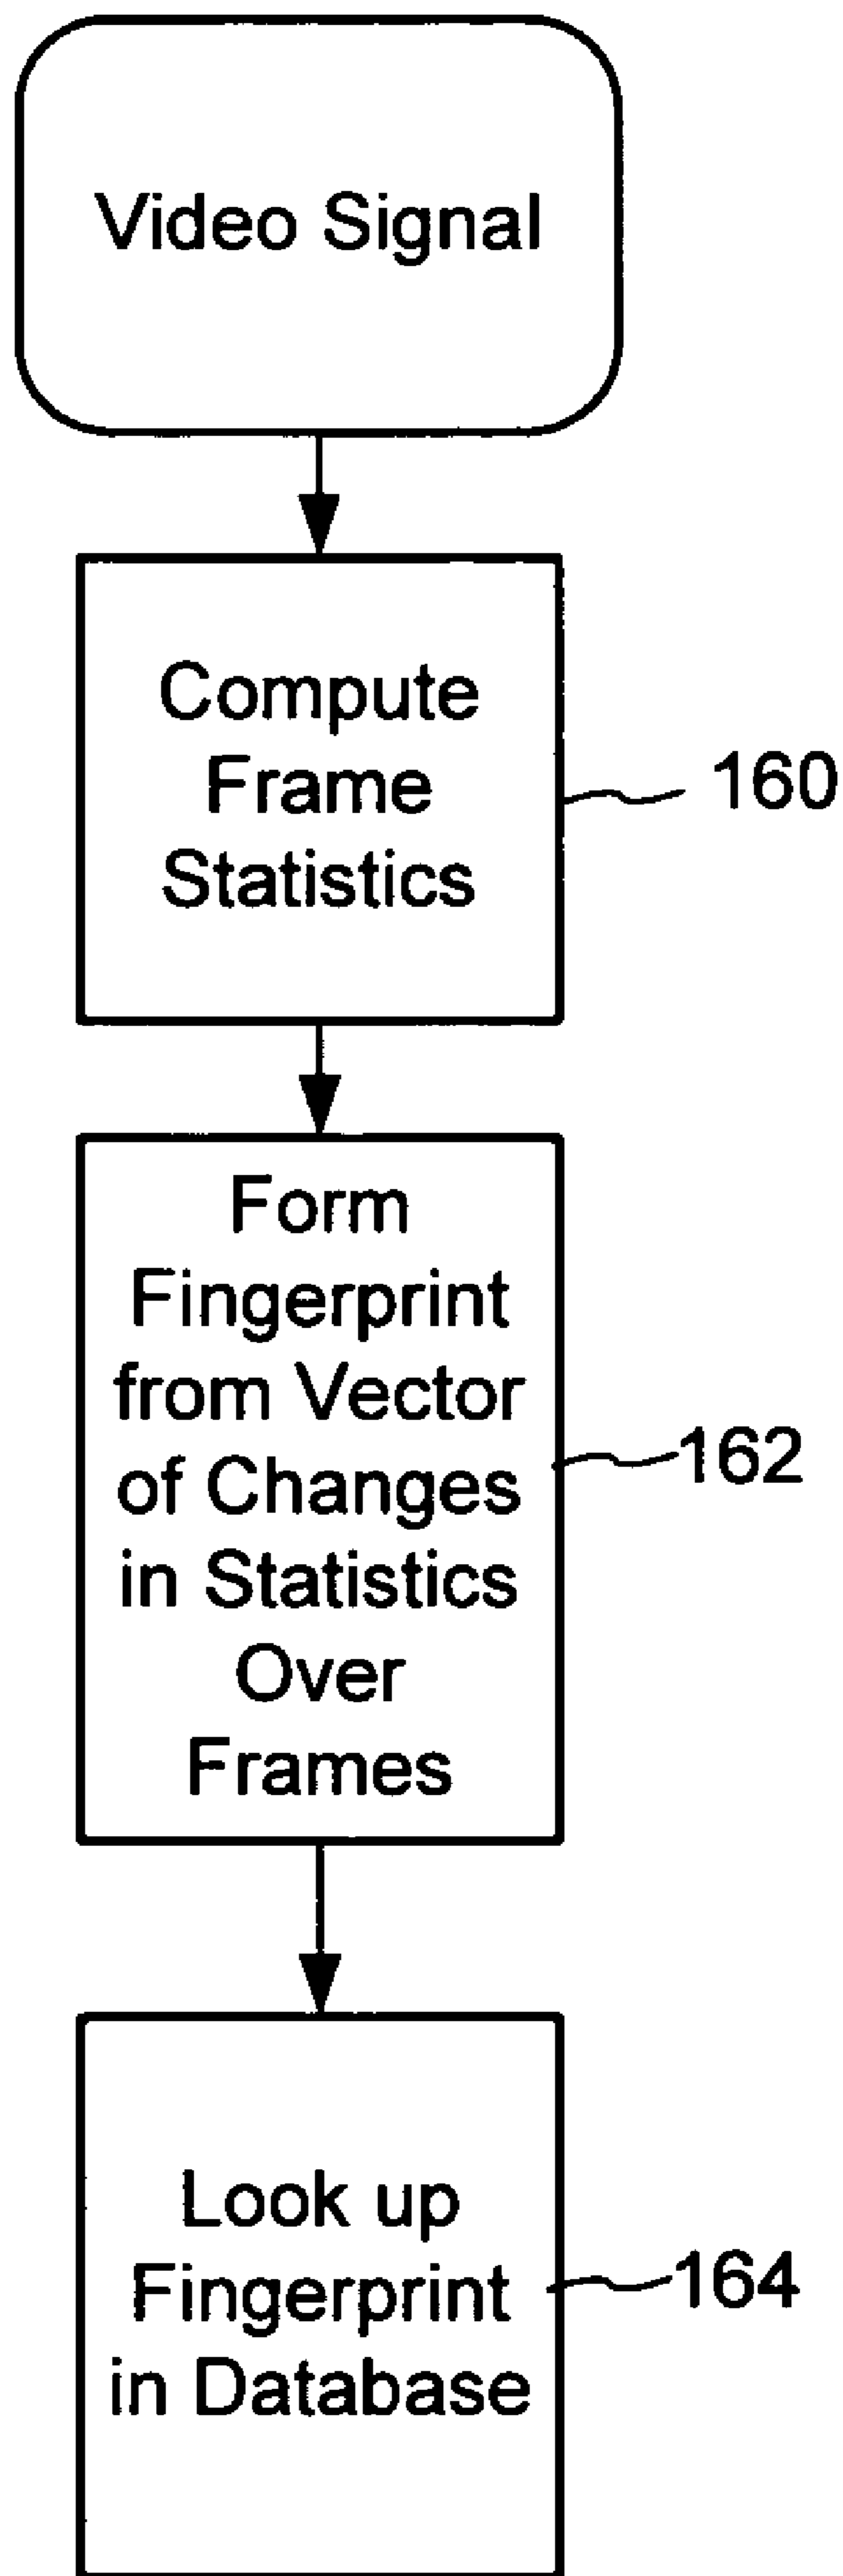 Video Signal
Compute
Frame
Statistics
160
Form
Fingerprint
from Vector
of Changes
in Statistics
Over
Frames
162
Look up
Fingerprint
in Database
164